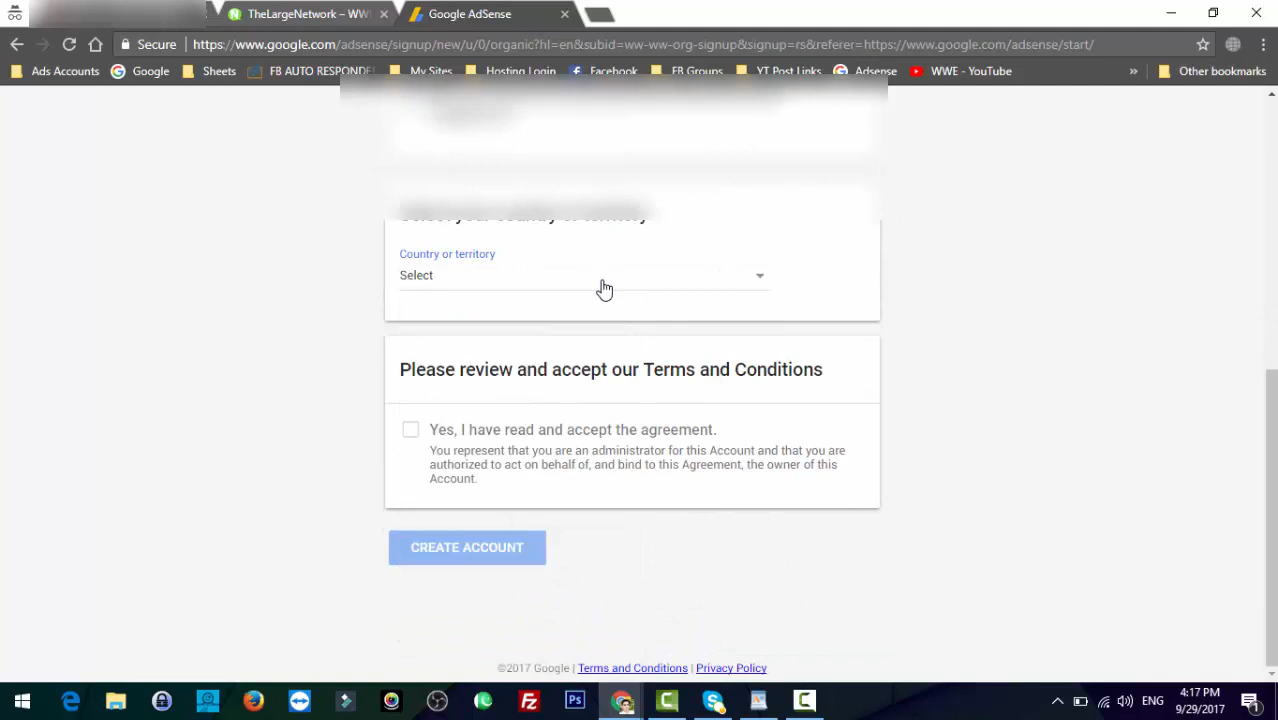 TheLargeNetwork – WW
Google AdSense
Secure
https://www.google.com/adsense/signup/new/u/0/organic?hl=en&subid=ww-ww-org-signup&signup=rs&referer=https://www.google.com/adsense/start/
Ads Accounts Google Sheets FB AUTO RESPONDE My Sites Hosting Login Facebook FB Groups YT Post Links Adsense WWE - YouTube » Other bookmarks
Select your country or territory
Country or territory
Select
Please review and accept our Terms and Conditions
Yes, I have read and accept the agreement.
You represent that you are an administrator for this Account and that you are
authorized to act on behalf of, and bind to this Agreement, the owner of this
Account.
CREATE ACCOUNT
©2017 Google | Terms and Conditions | Privacy Policy
ENG
4:17 PM
9/29/2017